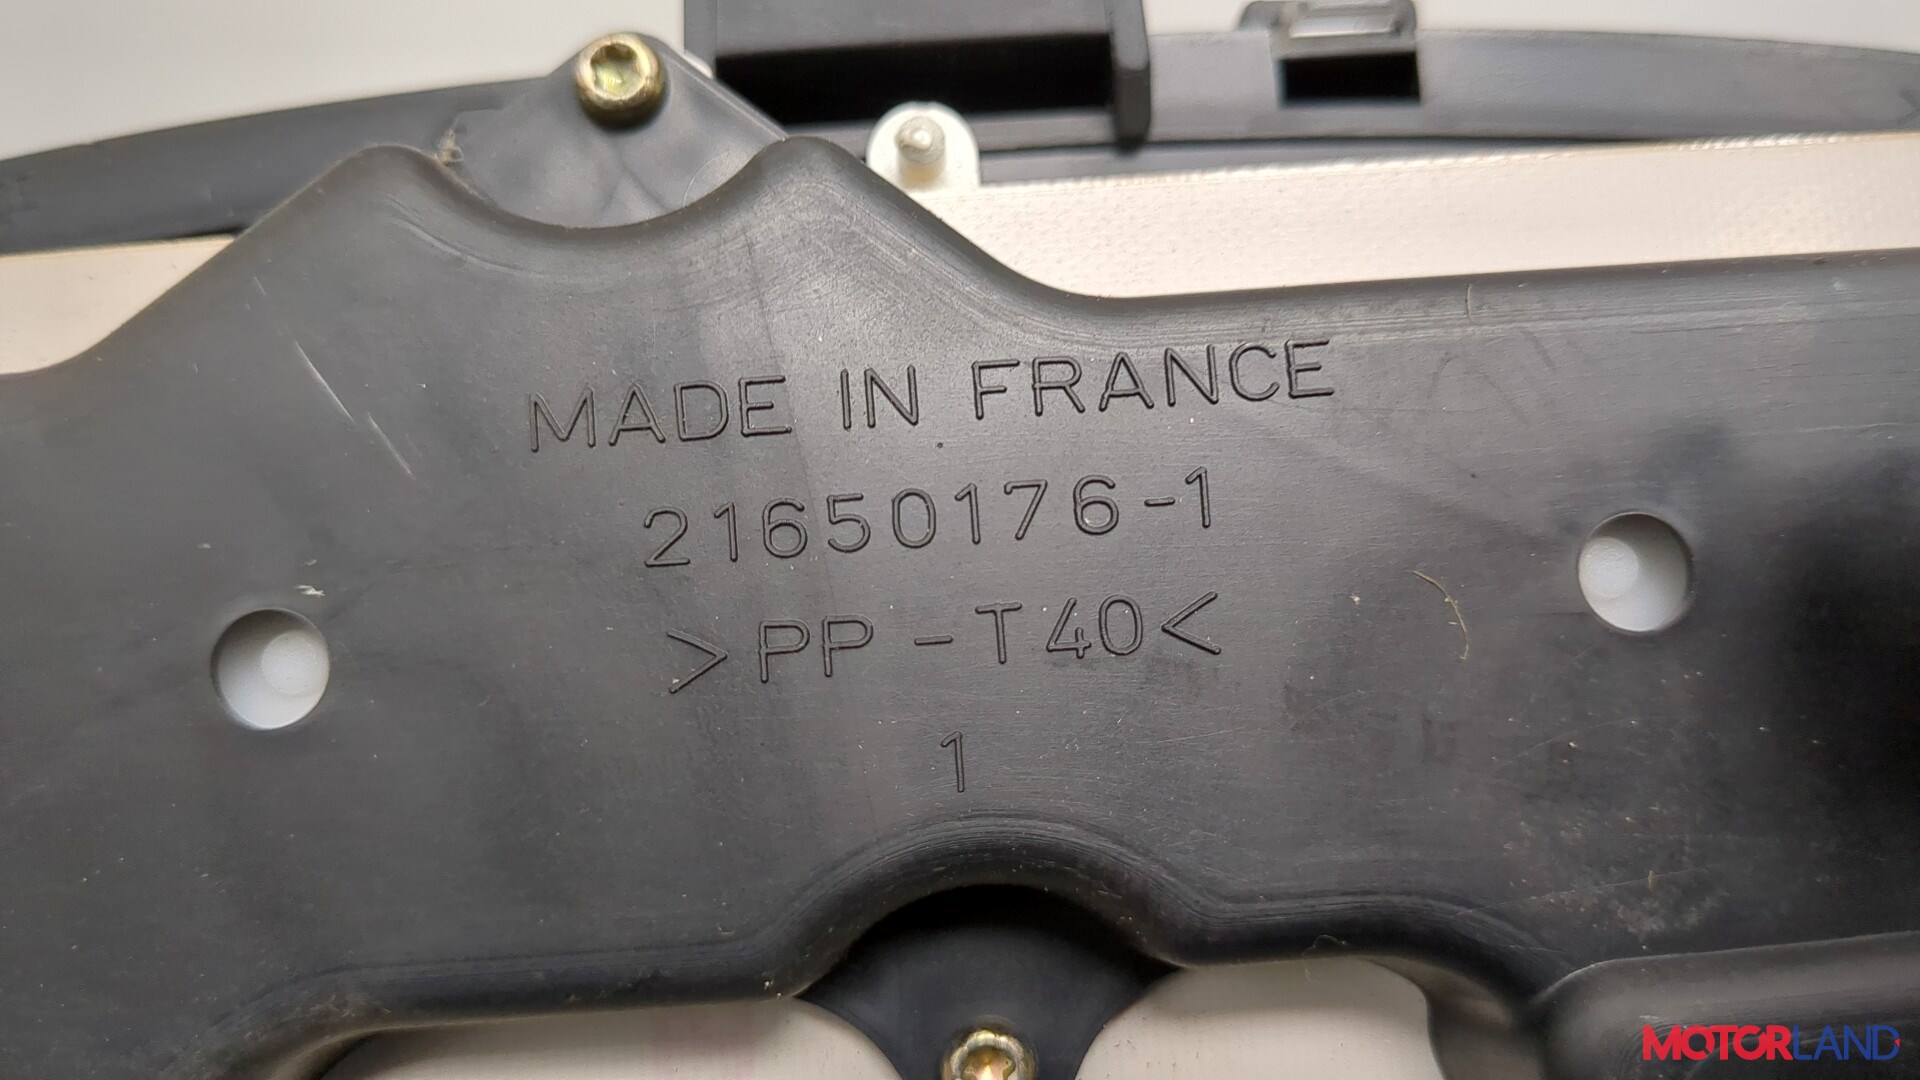 MADE IN FRANCE
21650176-1
>PP-T40<
1
MOTORLAND